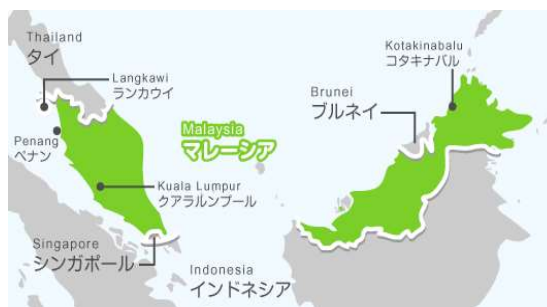 Thailand
タイ
Langkawi
ランカウイ
Penang
ペナン
Malaysia
マレーシア
Kuala Lumpur
クアラルンプール
Singapore
シンガポール
Indonesia
インドネシア
Brunei
ブルネイ
Kotakinabalu
コタキナバル